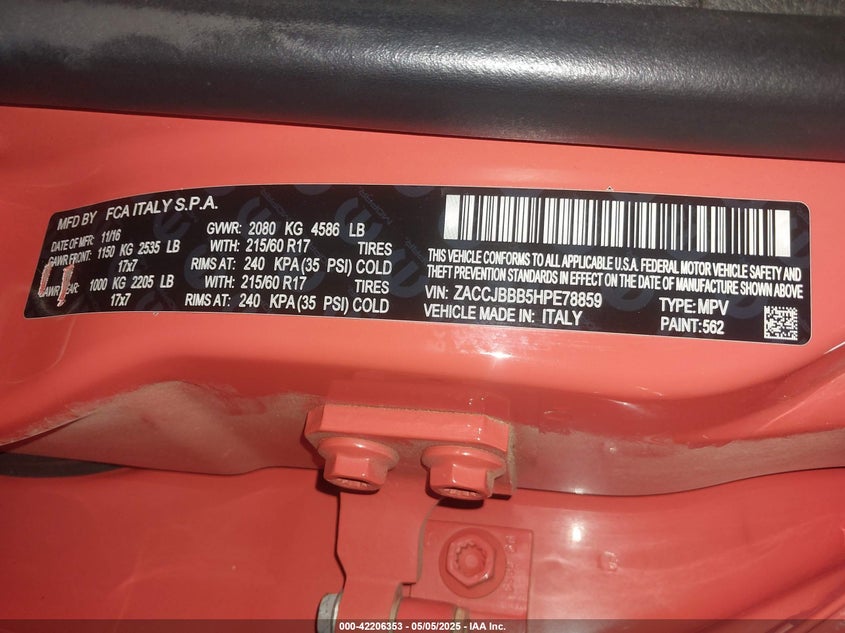 MFD BY FCA ITALY S.P.A.
DATE OF MFR: 11/16 GVWR: 2080 KG 4586 LB
GAWR FRONT: 1150 KG 2535 LB WITH: 215/60 R17 TIRES
17x7 RIMS AT: 240 KPA(35 PSI) COLD
1000 KG 2205 LB WITH: 215/60 R17 TIRES
17x7 RIMS AT: 240 KPA(35 PSI) COLD
THIS VEHICLE CONFORMS TO ALL APPLICABLE U.S.A. FEDERAL MOTOR VEHICLE SAFETY AND
THEFT PREVENTION STANDARDS IN EFFECT ON THE DATE OF MANUFACTURE SHOWN ABOVE.
VIN: ZACCJBBB5HPE78859 TYPE: MPV
VEHICLE MADE IN: ITALY PAINT: 562
000-42206353 - 05/05/2025 - IAA Inc.